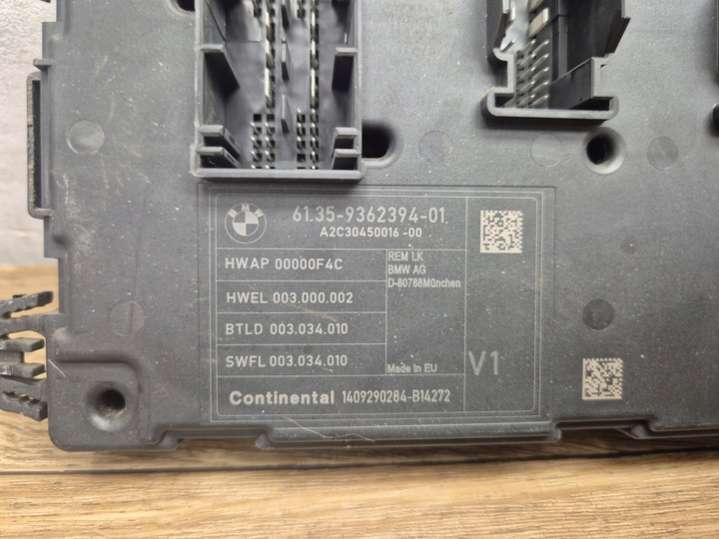 BMW
61.35-9362394-01
A2C30450016-00
HWAP 00000F4C
REM LK
BMW AG
D-80788München
HWEL 003.000.002
BTLD 003.034.010
SWFL 003.034.010
Made in EU
V1
Continental 1409290284-B14272